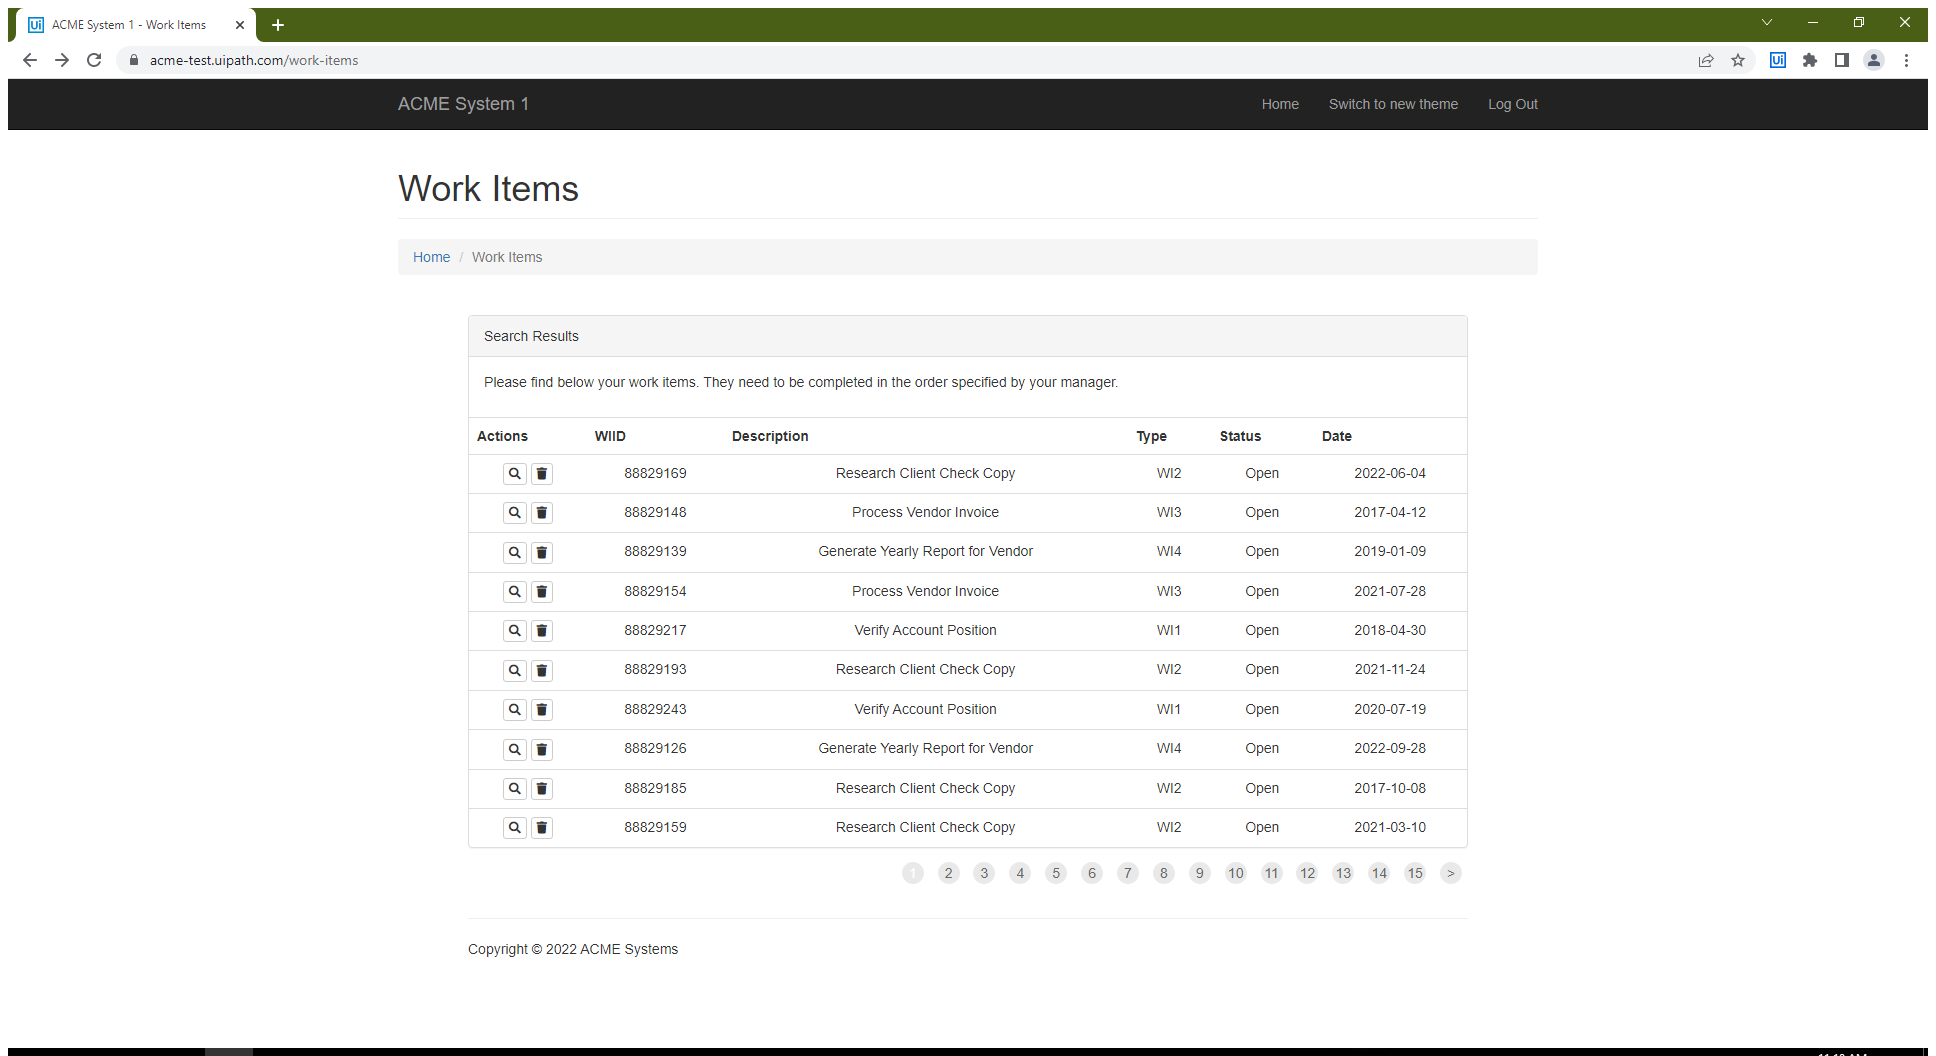 ACME System 1 - Work Items
acme-test.uipath.com/work-items
ACME System 1 Home Switch to new theme Log Out
Work Items
Home / Work Items
Search Results
Please find below your work items. They need to be completed in the order specified by your manager.
Actions WIID Description Type Status Date
88829169 Research Client Check Copy WI2 Open 2022-06-04
88829148 Process Vendor Invoice WI3 Open 2017-04-12
88829139 Generate Yearly Report for Vendor WI4 Open 2019-01-09
88829154 Process Vendor Invoice WI3 Open 2021-07-28
88829217 Verify Account Position WI1 Open 2018-04-30
88829193 Research Client Check Copy WI2 Open 2021-11-24
88829243 Verify Account Position WI1 Open 2020-07-19
88829126 Generate Yearly Report for Vendor WI4 Open 2022-09-28
88829185 Research Client Check Copy WI2 Open 2017-10-08
88829159 Research Client Check Copy WI2 Open 2021-03-10
1 2 3 4 5 6 7 8 9 10 11 12 13 14 15 >
Copyright © 2022 ACME Systems